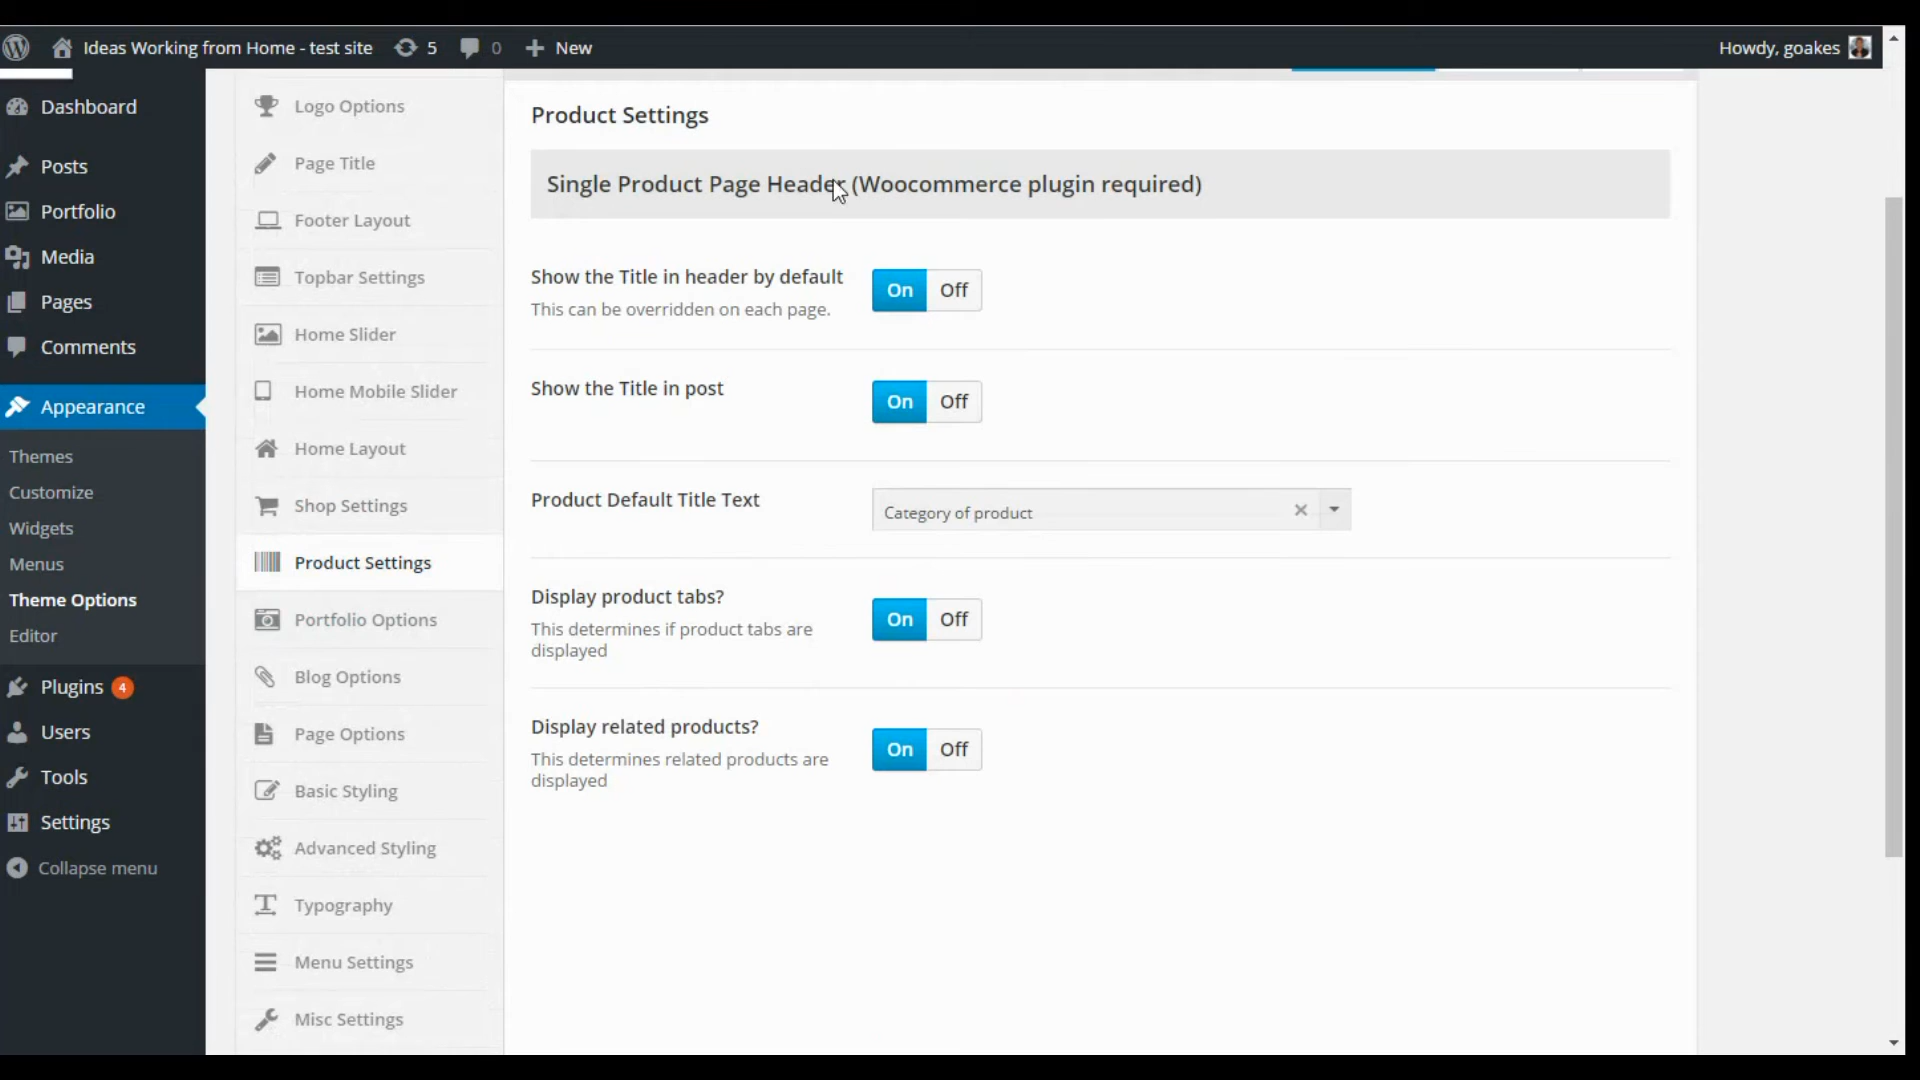 Ideas Working from Home - test site 5 0 New Howdy, goakes
Dashboard
Posts
Portfolio
Media
Pages
Comments
Appearance
Themes
Customize
Widgets
Menus
Theme Options
Editor
Plugins 4
Users
Tools
Settings
Collapse menu
Logo Options
Page Title
Footer Layout
Topbar Settings
Home Slider
Home Mobile Slider
Home Layout
Shop Settings
Product Settings
Portfolio Options
Blog Options
Page Options
Basic Styling
Advanced Styling
Typography
Menu Settings
Misc Settings
Product Settings
Single Product Page Header (Woocommerce plugin required)
Show the Title in header by default
This can be overridden on each page.
On Off
Show the Title in post
On Off
Product Default Title Text
Category of product
Display product tabs?
This determines if product tabs are
displayed
On Off
Display related products?
This determines related products are
displayed
On Off